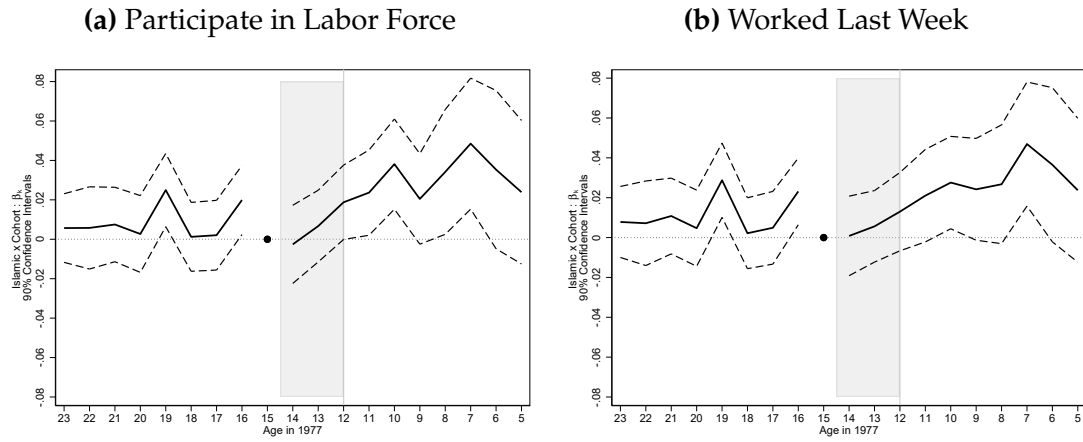 (a) Participate in Labor Force
(b) Worked Last Week
Islamic x Cohort : βk
90% Confidence Intervals
.08
.06
.04
.02
0
-.02
-.04
-.06
-.08
23 22 21 20 19 18 17 16 15 14 13 12 11 10 9 8 7 6 5
Age in 1977
Islamic x Cohort : βk
90% Confidence Intervals
.08
.06
.04
.02
0
-.02
-.04
-.06
-.08
23 22 21 20 19 18 17 16 15 14 13 12 11 10 9 8 7 6 5
Age in 1977